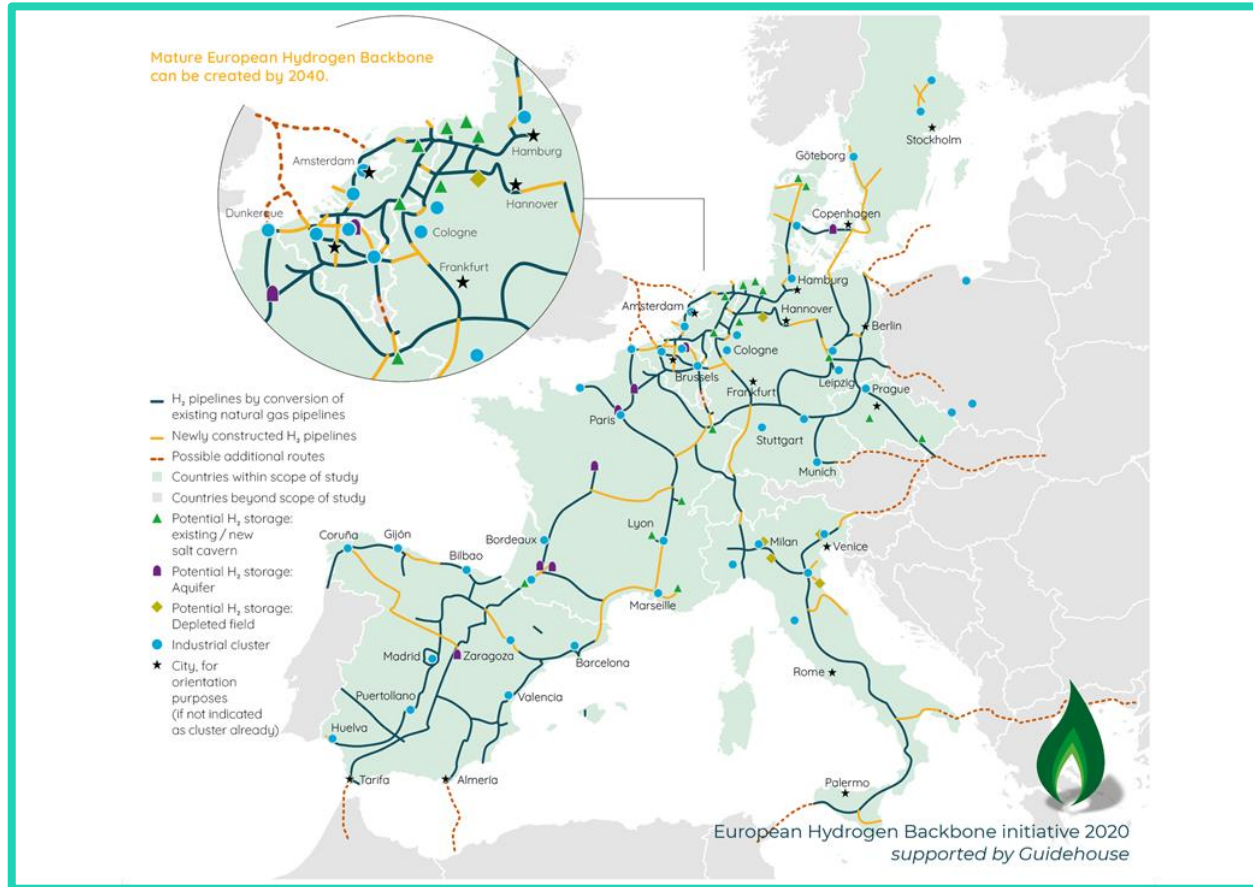 Mature European Hydrogen Backbone
can be created by 2040.
Amsterdam
Hamburg
Hannover
Dunkerque
Cologne
Frankfurt
H₂ pipelines by conversion of
existing natural gas pipelines
Newly constructed H₂ pipelines
Possible additional routes
Countries within scope of study
Countries beyond scope of study
Potential H₂ storage:
existing / new
salt cavern
Potential H₂ storage:
Aquifer
Potential H₂ storage:
Depleted field
Industrial cluster
City, for
orientation
purposes
(if not indicated
as cluster already)
Stockholm
Göteborg
Copenhagen
Hamburg
Amsterdam
Hannover
Berlin
Cologne
Brussels
Leipzig
Frankfurt
Prague
Paris
Stuttgart
Munich
Lyon
Milan
Venice
Coruña
Gijón
Bilbao
Bordeaux
Marseille
Madrid
Zaragoza
Barcelona
Puertollano
Valencia
Huelva
Rome
Tarifa
Almería
Palermo
European Hydrogen Backbone initiative 2020
supported by Guidehouse